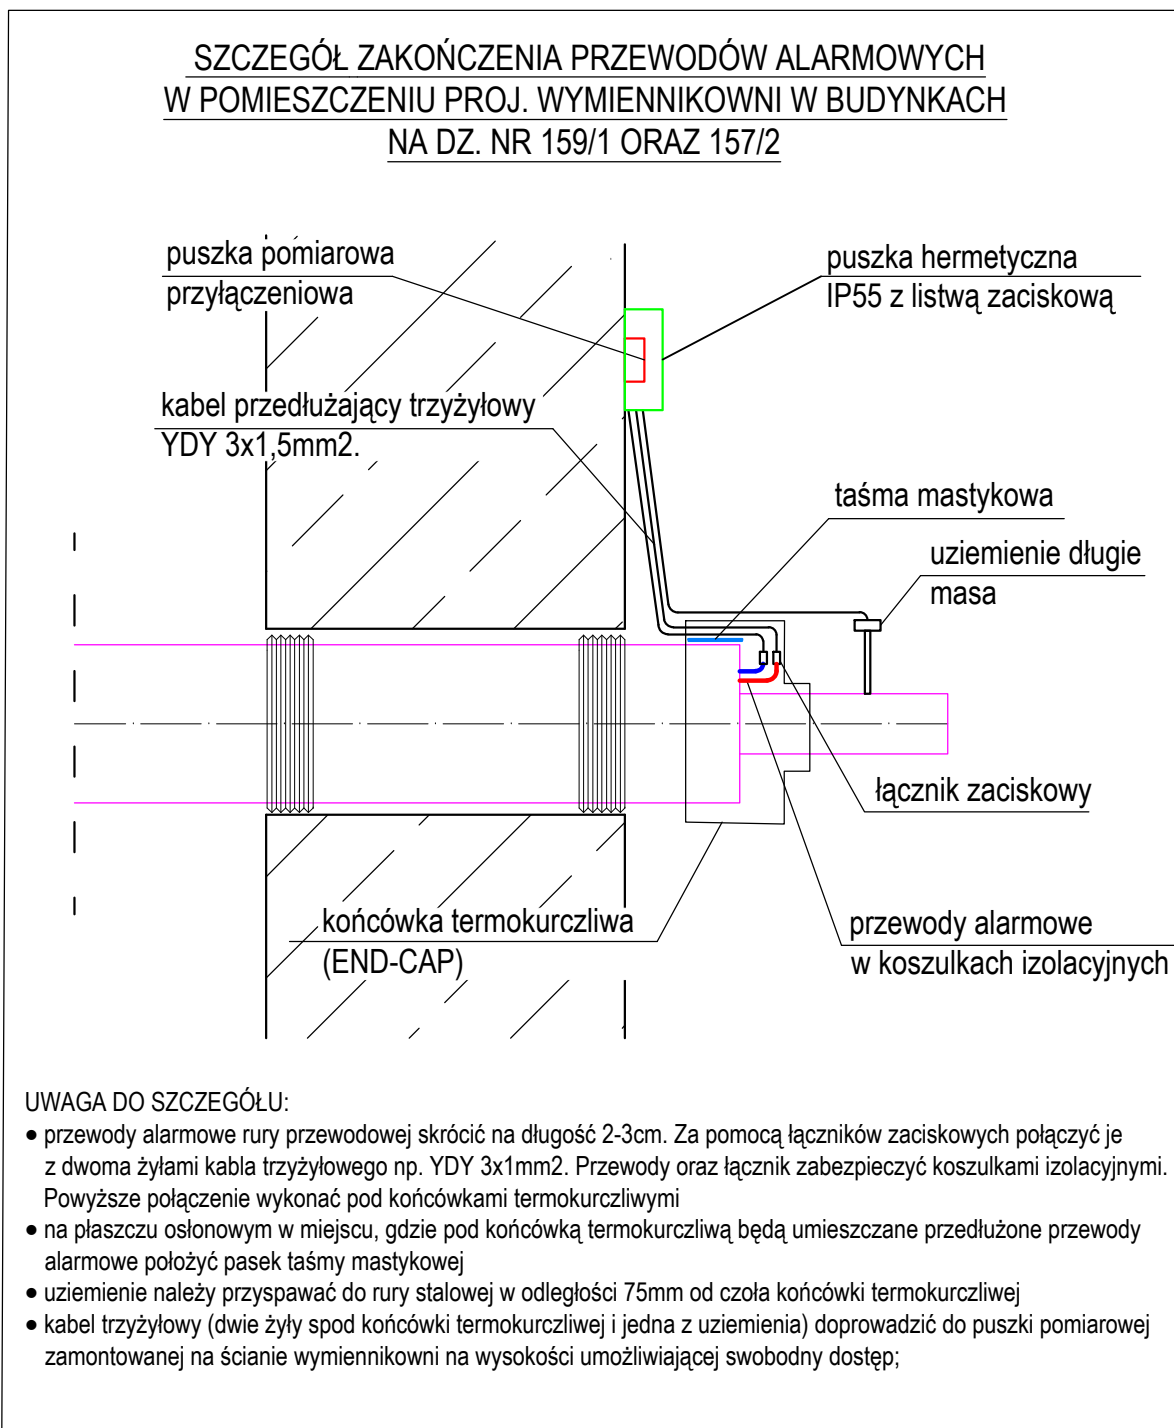 SZCZEGÓŁ ZAKOŃCZENIA PRZEWODÓW ALARMOWYCH
W POMIESZCZENIU PROJ. WYMIENNIKOWNI W BUDYNKACH
NA DZ. NR 159/1 ORAZ 157/2
puszka pomiarowa
przyłączeniowa
puszka hermetyczna
IP55 z listwą zaciskową
kabel przedłużający trzyżyłowy
YDY 3x1,5mm2.
taśma mastykowa
uziemienie długie
masa
łącznik zaciskowy
końcówka termokurczliwa
(END-CAP)
przewody alarmowe
w koszulkach izolacyjnych
UWAGA DO SZCZEGÓŁU:
• przewody alarmowe rury przewodowej skrócić na długość 2-3cm. Za pomocą łączników zaciskowych połączyć je
z dwoma żyłami kabla trzyżyłowego np. YDY 3x1mm2. Przewody oraz łącznik zabezpieczyć koszulkami izolacyjnymi.
Powyższe połączenie wykonać pod końcówkami termokurczliwymi
• na płaszczu osłonowym w miejscu, gdzie pod końcówką termokurczliwą będą umieszczane przedłużone przewody
alarmowe położyć pasek taśmy mastykowej
• uziemienie należy przyspawać do rury stalowej w odległości 75mm od czoła końcówki termokurczliwej
• kabel trzyżyłowy (dwie żyły spod końcówki termokurczliwej i jedna z uziemienia) doprowadzić do puszki pomiarowej
zamontowanej na ścianie wymiennikowni na wysokości umożliwiającej swobodny dostęp;